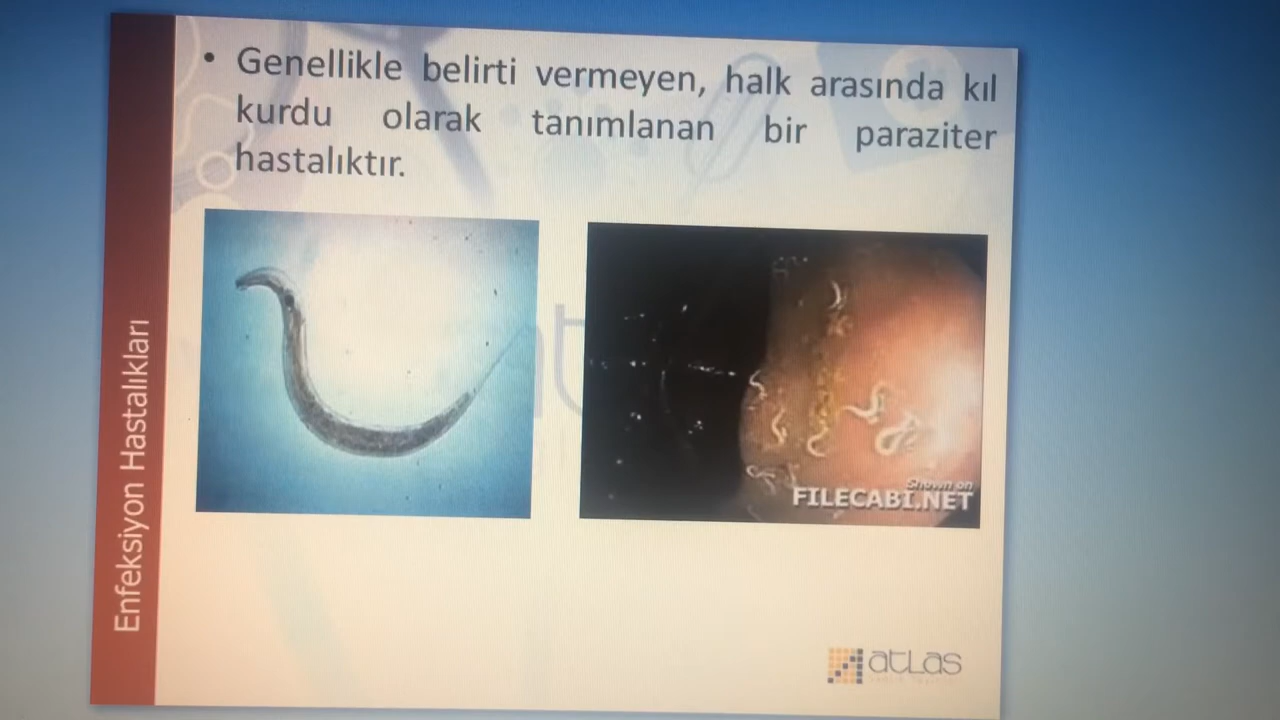 • Genellikle belirti vermeyen, halk arasında kıl
kurdu olarak tanımlanan bir paraziter
hastalıktır.
Enfeksiyon Hastalıkları
Shown on
FILECABI.NET
atLas